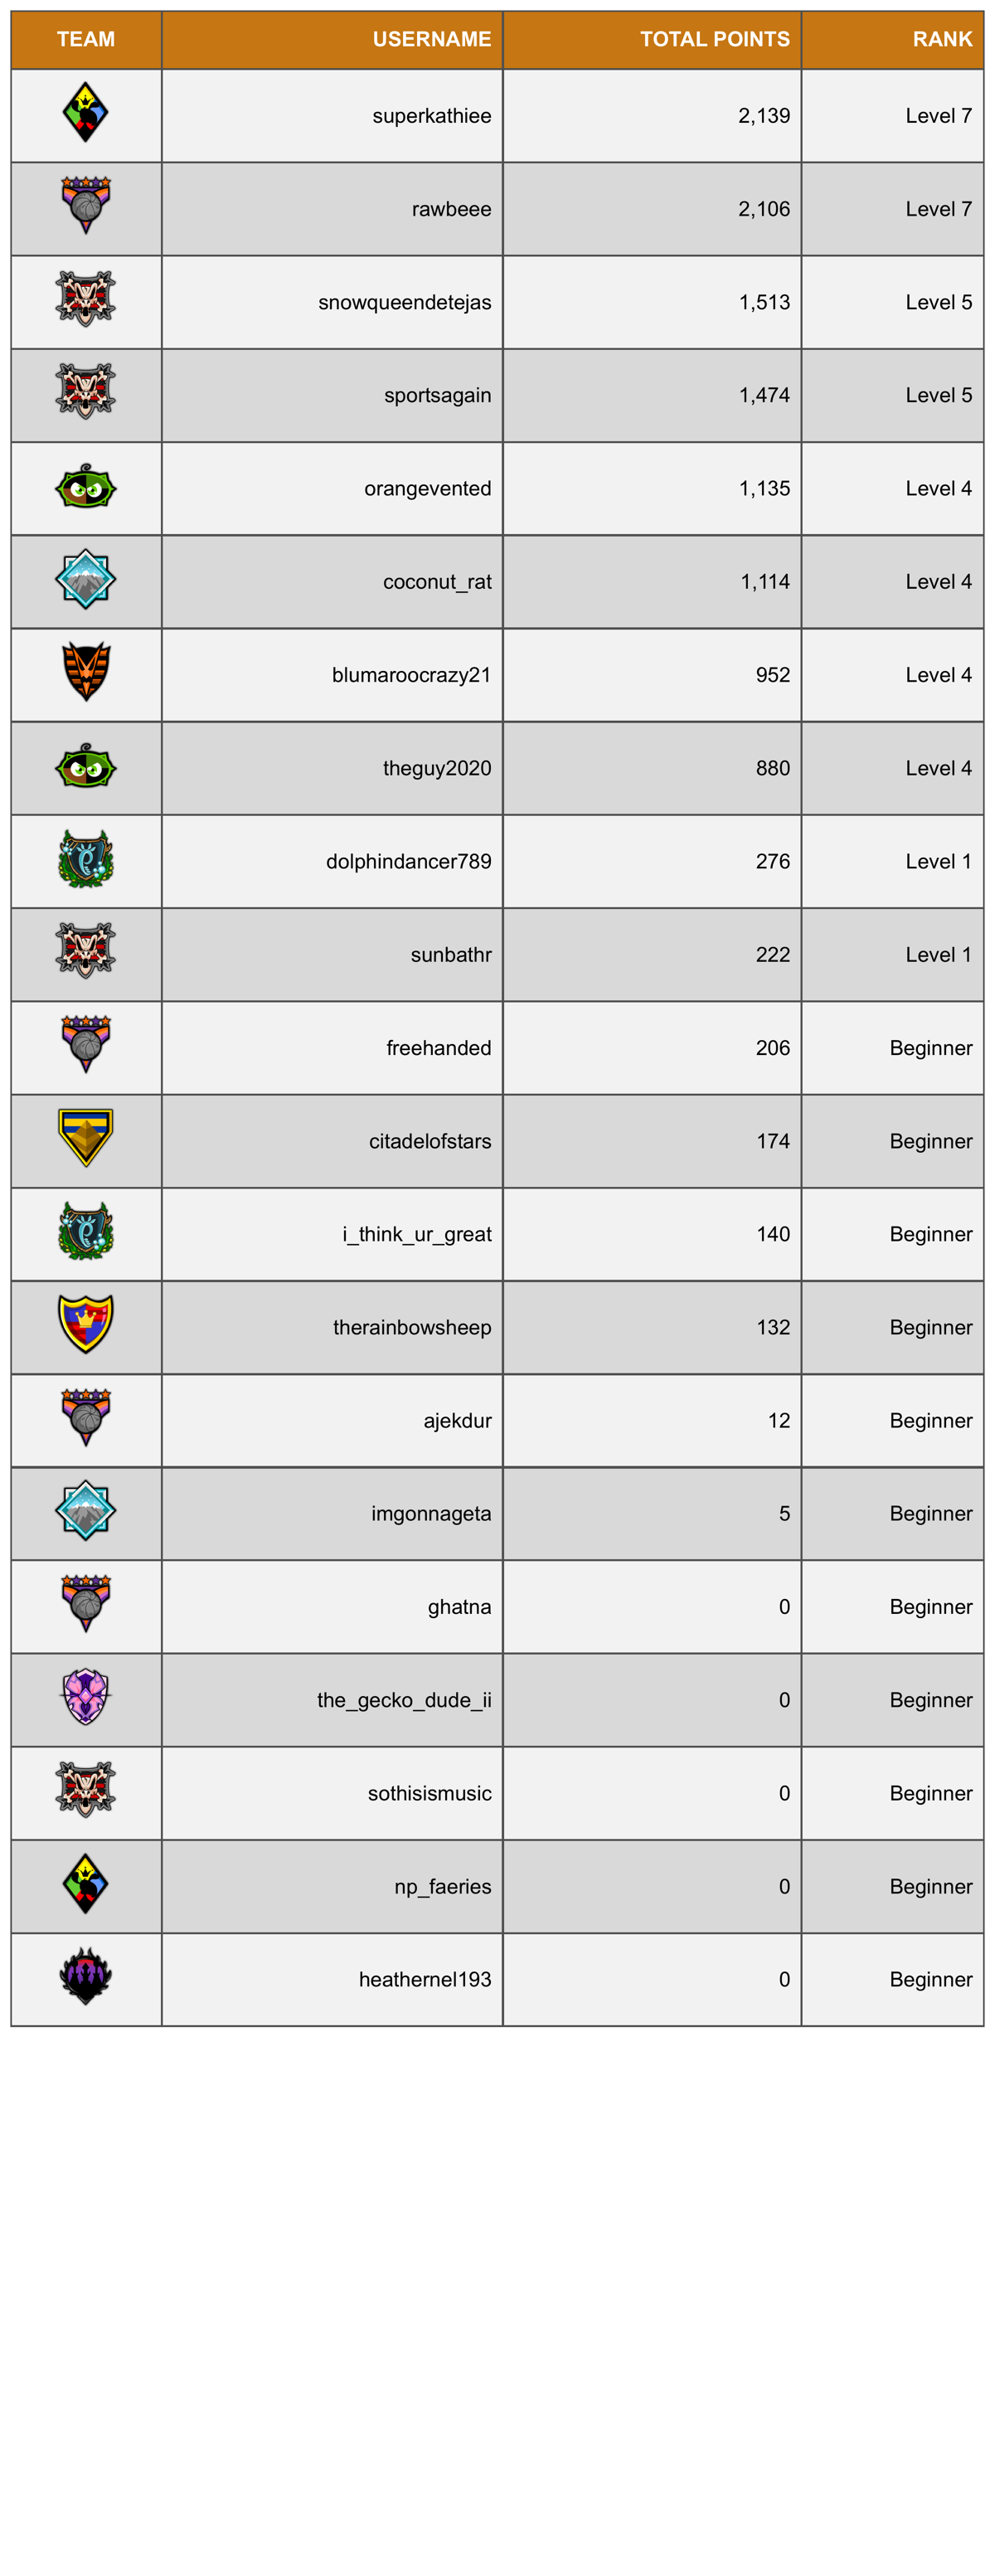 TEAM USERNAME TOTAL POINTS RANK
superkathiee 2,139 Level 7
rawbeee 2,106 Level 7
snowqueendetejas 1,513 Level 5
sportsagain 1,474 Level 5
orangevented 1,135 Level 4
coconut_rat 1,114 Level 4
blumaroocrazy21 952 Level 4
theguy2020 880 Level 4
dolphindancer789 276 Level 1
sunbathr 222 Level 1
freehanded 206 Beginner
citadelofstars 174 Beginner
i_think_ur_great 140 Beginner
therainbowsheep 132 Beginner
ajekdur 12 Beginner
imgonnageta 5 Beginner
ghatna 0 Beginner
the_gecko_dude_ii 0 Beginner
sothisismusic 0 Beginner
np_faeries 0 Beginner
heathernel193 0 Beginner